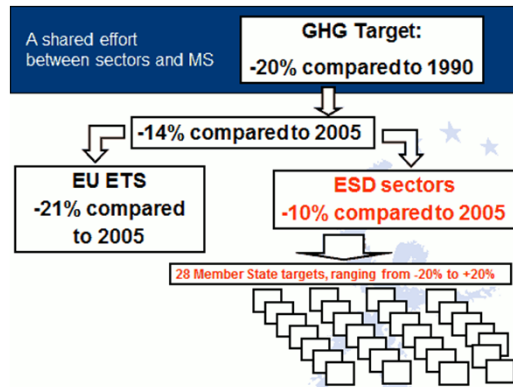 A shared effort
between sectors and MS
GHG Target:
-20% compared to 1990
-14% compared to 2005
EU ETS
-21% compared
to 2005
ESD sectors
-10% compared to 2005
28 Member State targets, ranging from -20% to +20%